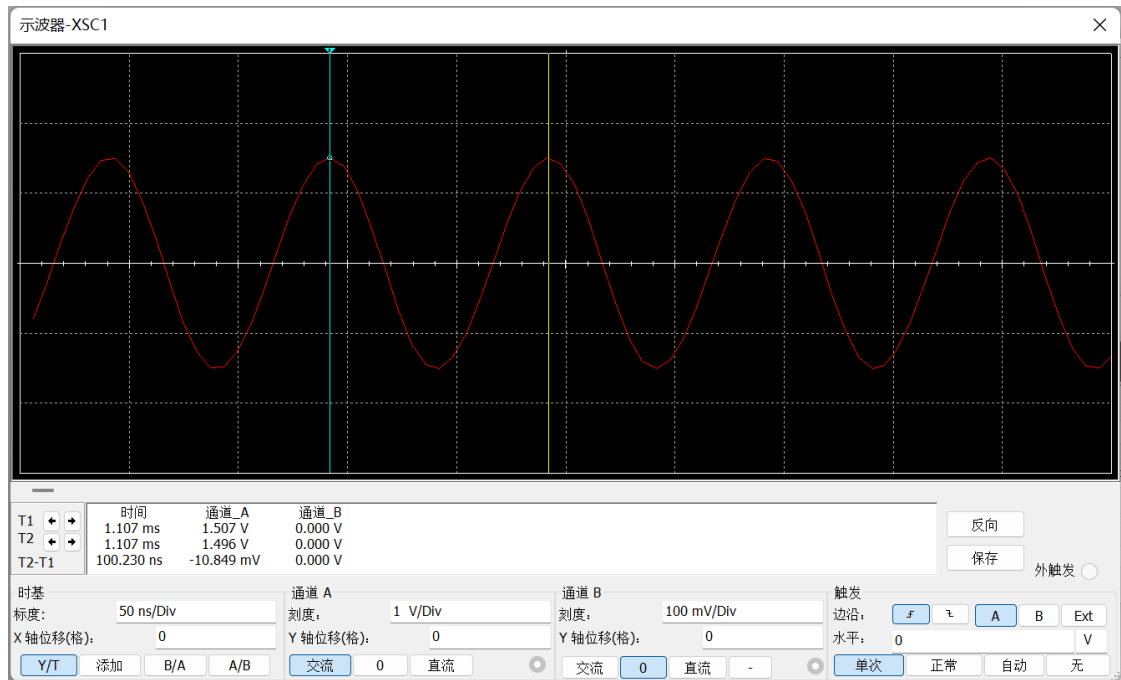 示波器-XSC1
时间 通道_A 通道_B
T1 1.107 ms 1.507 V 0.000 V
T2 1.107 ms 1.496 V 0.000 V
T2-T1 100.230 ns -10.849 mV 0.000 V
反向
保存
外触发
时基
标度: 50 ns/Div
X 轴位移(格): 0
Y/T 添加 B/A A/B
通道 A
刻度: 1 V/Div
Y 轴位移(格): 0
交流 0 直流
通道 B
刻度: 100 mV/Div
Y 轴位移(格): 0
交流 0 直流 -
触发
边沿: A B Ext
水平: 0 V
单次 正常 自动 无